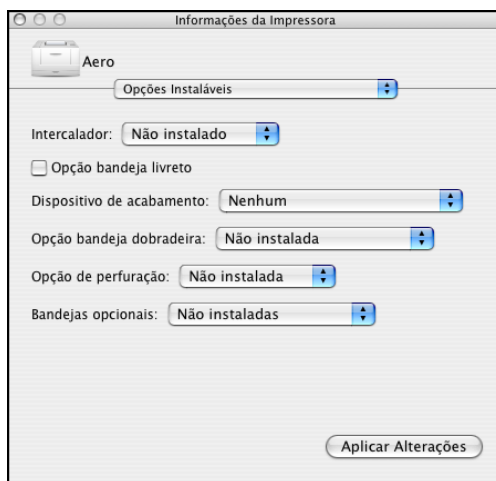 Informações da Impressora
Aero
Opções Instaláveis
Intercalador: Não instalado
Opção bandeja livreto
Dispositivo de acabamento: Nenhum
Opção bandeja dobradeira: Não instalada
Opção de perfuração: Não instalada
Bandejas opcionais: Não instaladas
Aplicar Alterações